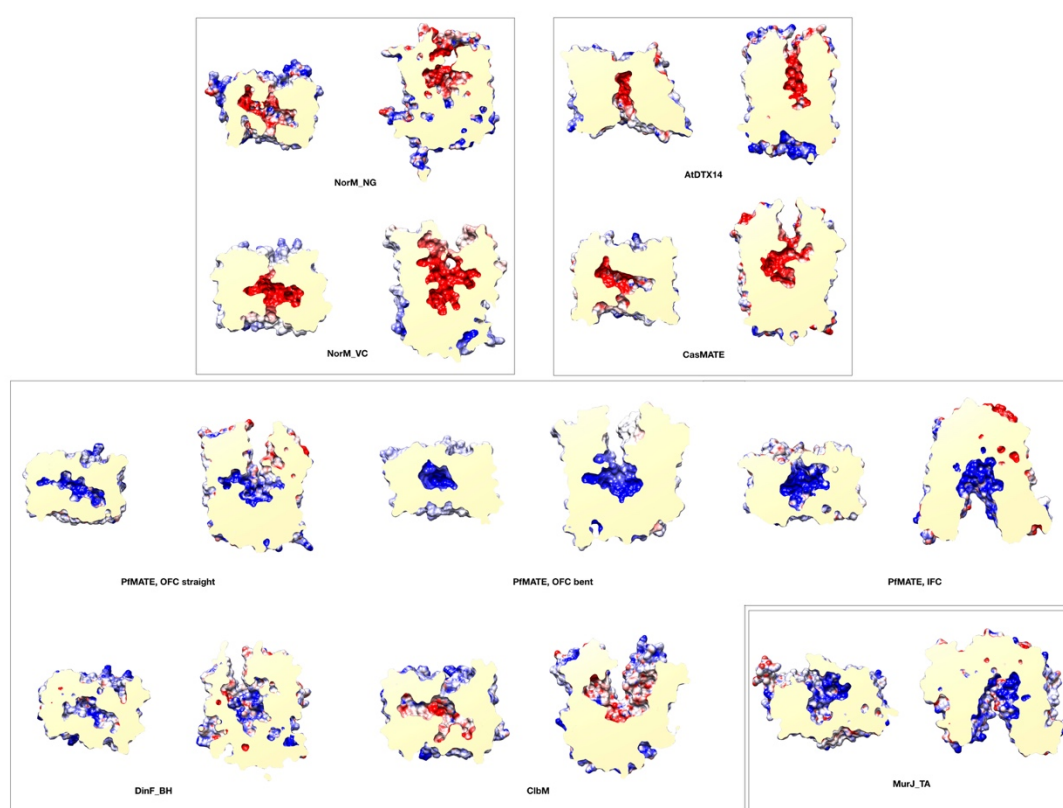 NorM_NG
AtDTX14
NorM_VC
CasMATE
PfMATE, OFC straight
PfMATE, OFC bent
PfMATE, IFC
DinF_BH
ClbM
MurJ_TA